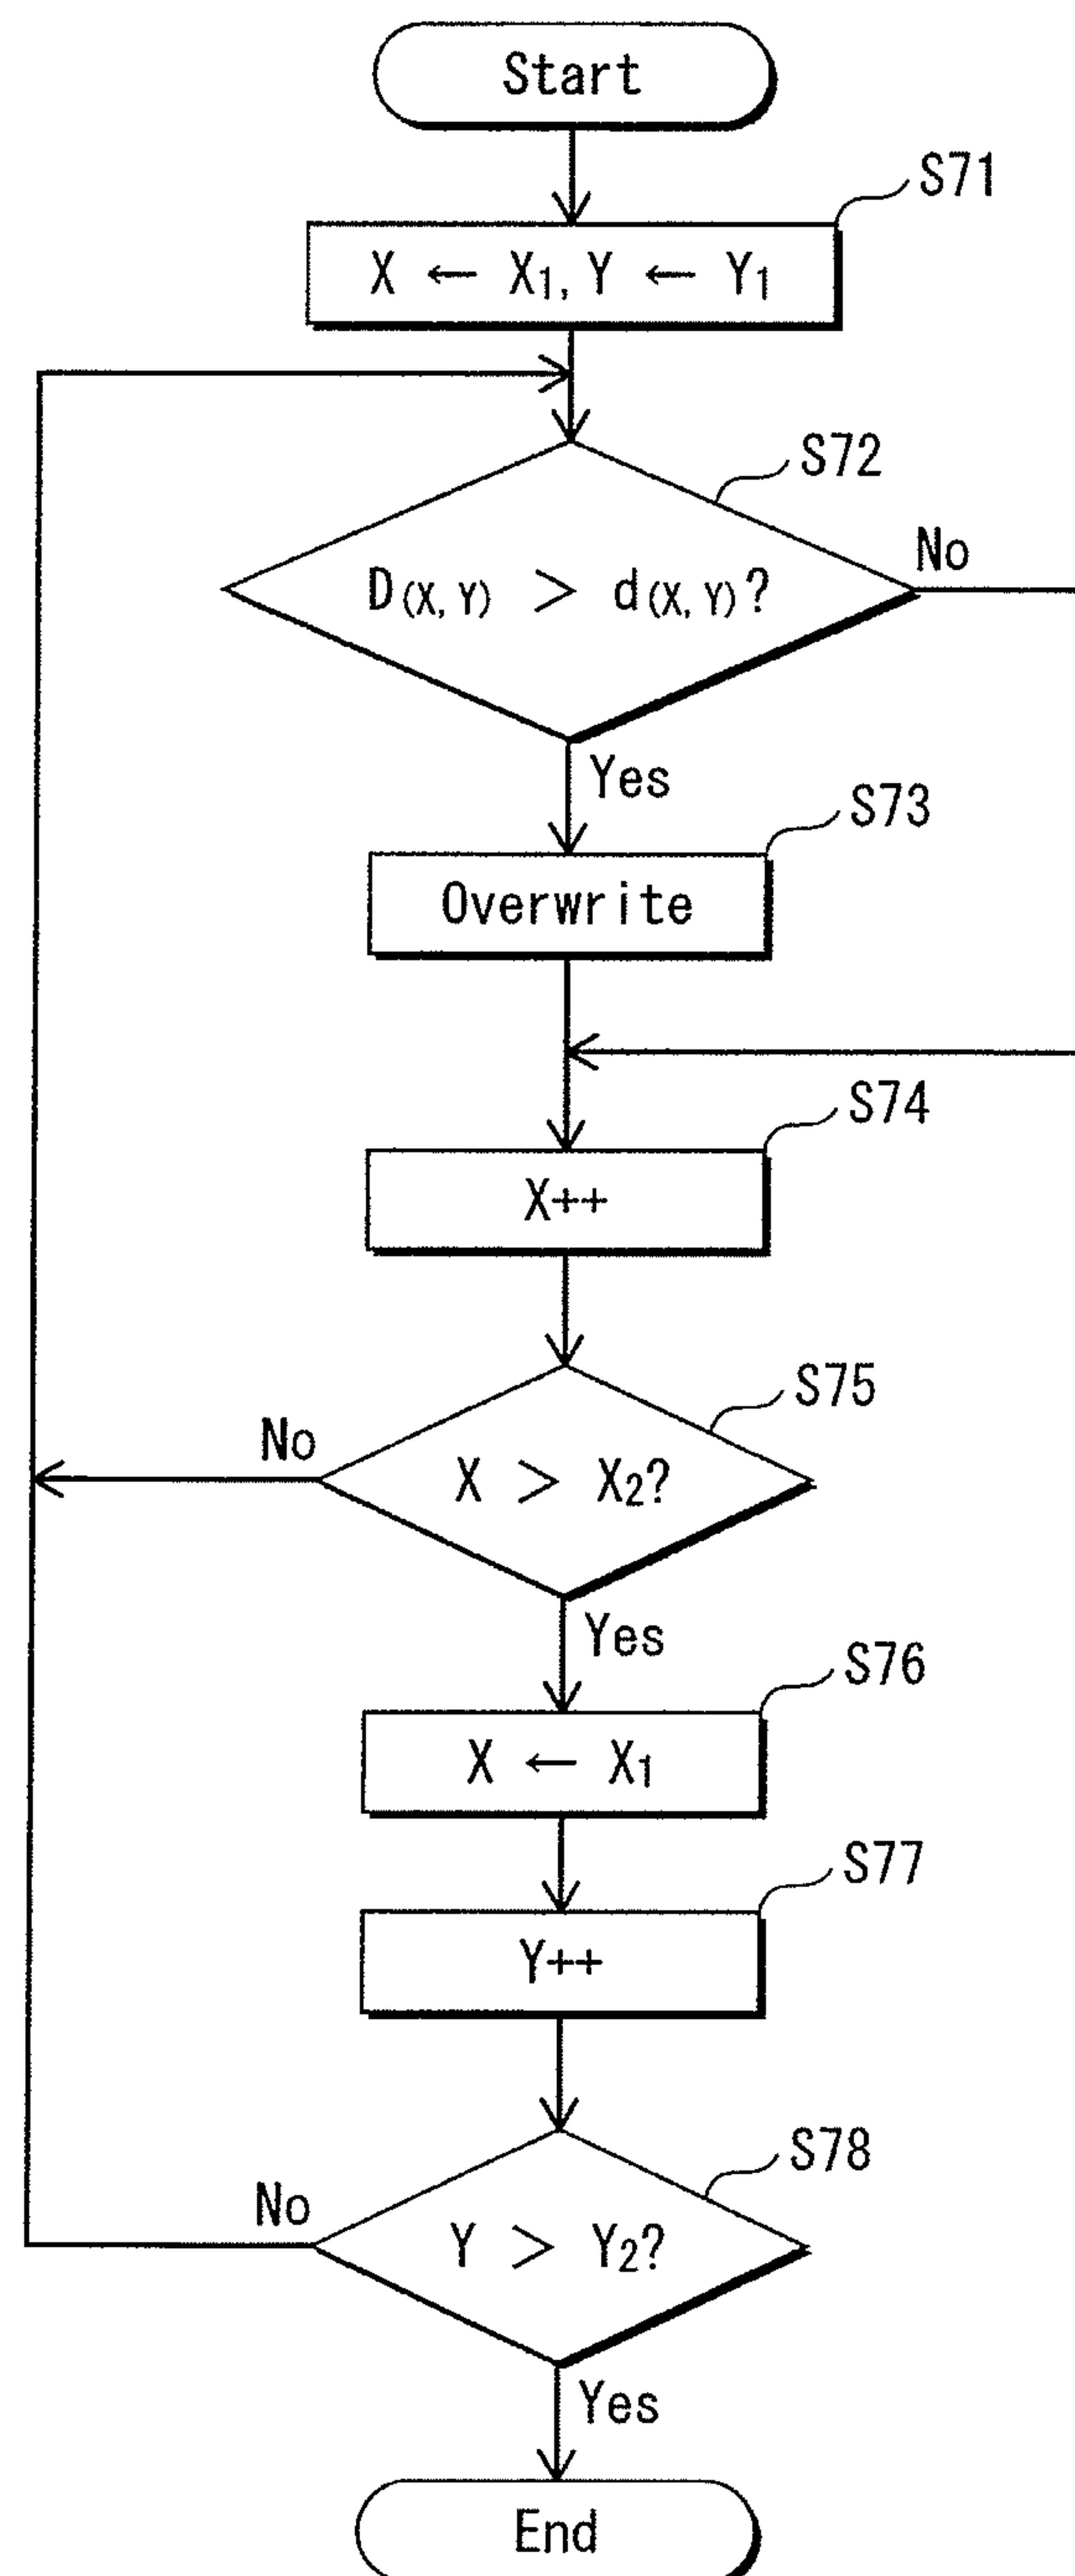 Start
S71
X ← X₁, Y ← Y₁
S72
D(X, Y) > d(X, Y)?
No
Yes
S73
Overwrite
S74
X++
S75
No
X > X₂?
Yes
S76
X ← X₁
S77
Y++
S78
No
Y > Y₂?
Yes
End